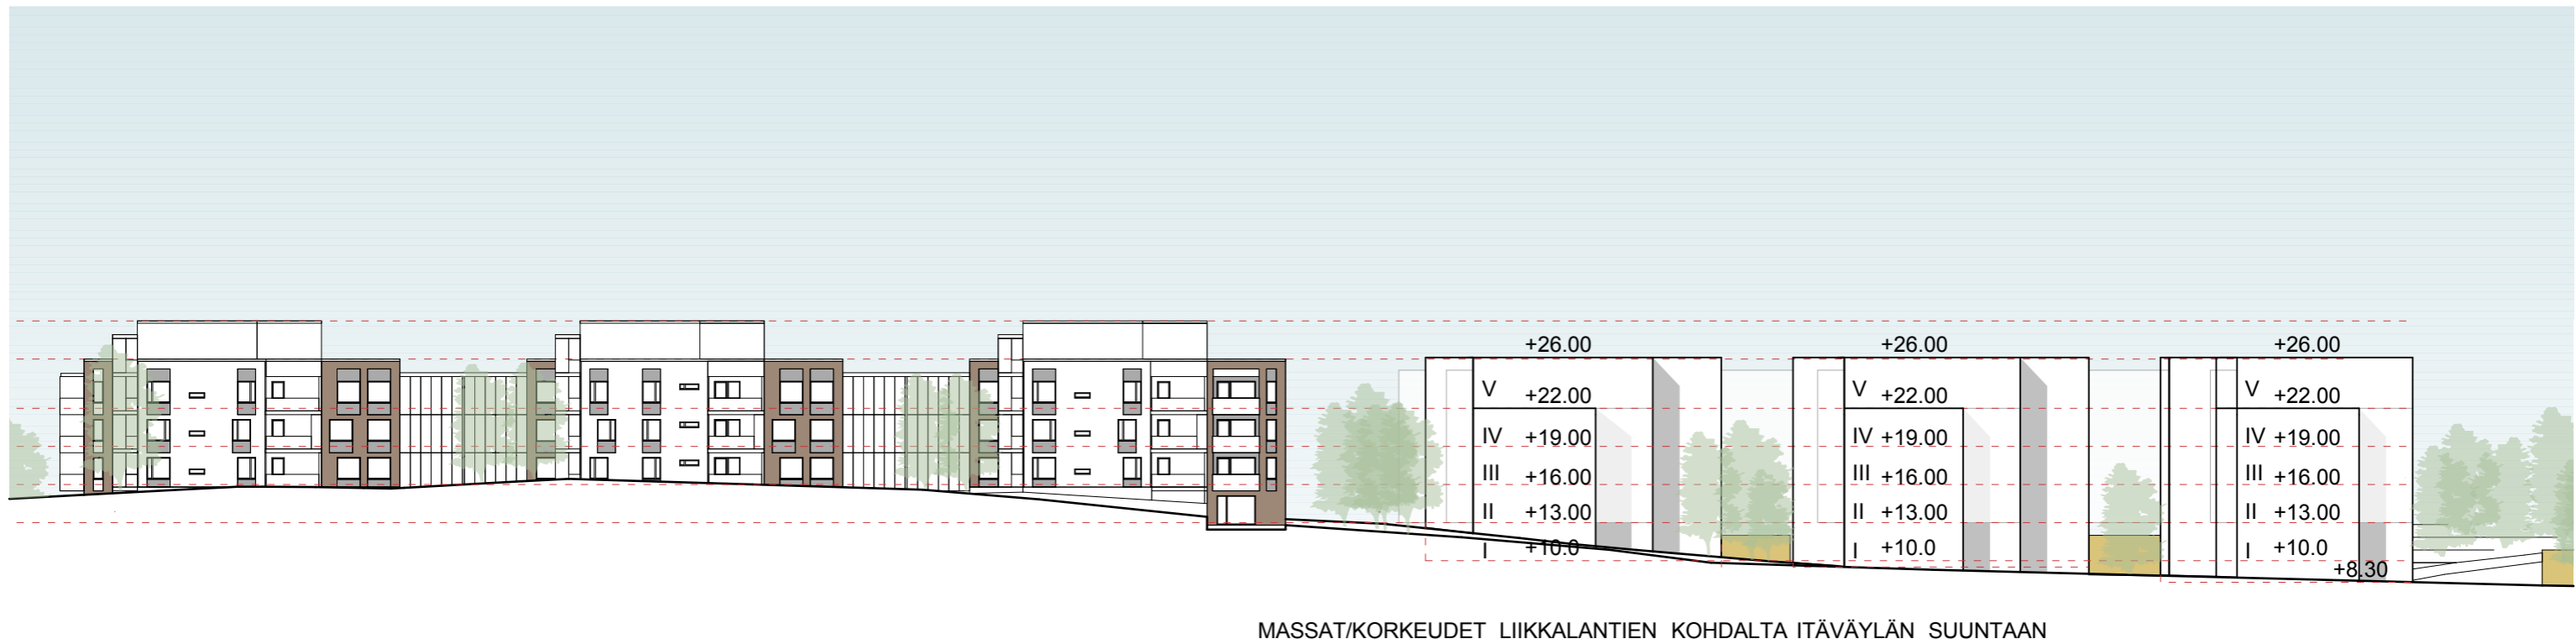 +26.00 +26.00 +26.00
V +22.00 V +22.00 V +22.00
IV +19.00 IV +19.00 IV +19.00
III +16.00 III +16.00 III +16.00
II +13.00 II +13.00 II +13.00
I +10.0 I +10.0 I +10.0
+8.30
MASSAT/KORKEUDET LIIKKALANTIEN KOHDALTA ITÄVÄYLÄN SUUNTAAN